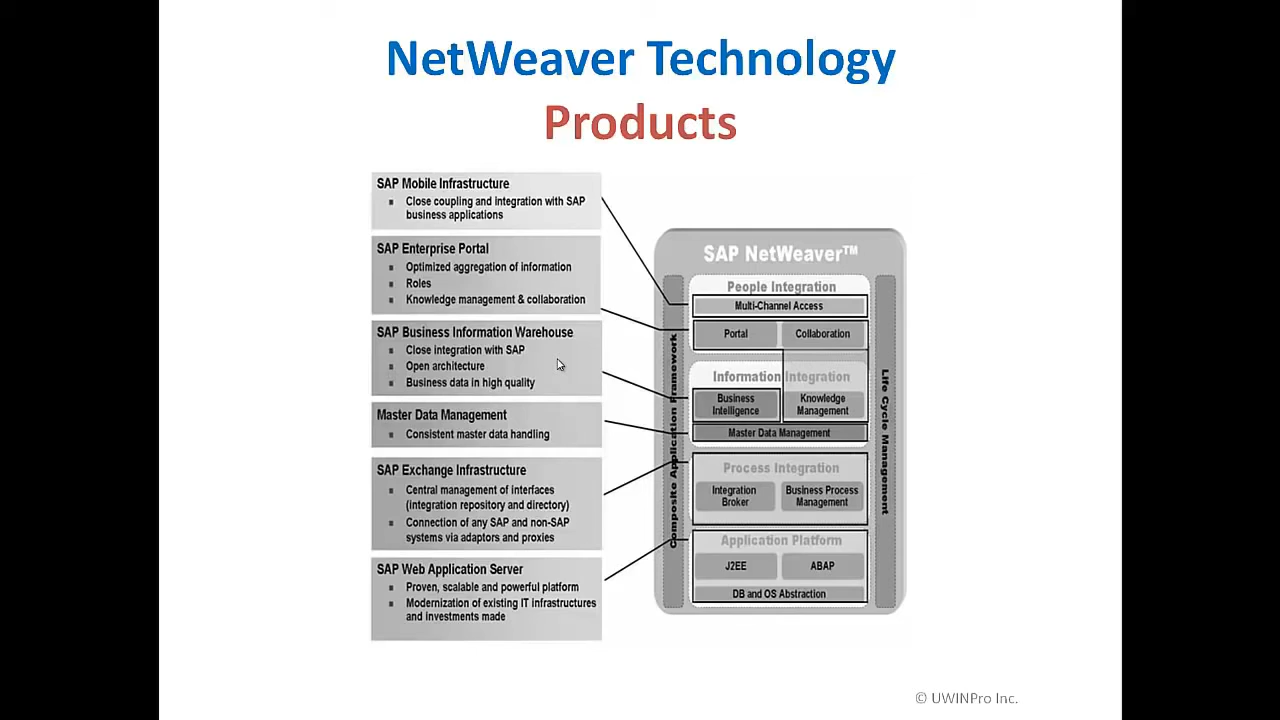 NetWeaver Technology
Products
SAP Mobile Infrastructure
▪ Close coupling and integration with SAP
business applications
SAP Enterprise Portal
▪ Optimized aggregation of information
▪ Roles
▪ Knowledge management & collaboration
SAP Business Information Warehouse
▪ Close integration with SAP
▪ Open architecture
▪ Business data in high quality
Master Data Management
▪ Consistent master data handling
SAP Exchange Infrastructure
▪ Central management of interfaces
(integration repository and directory)
▪ Connection of any SAP and non-SAP
systems via adaptors and proxies
SAP Web Application Server
▪ Proven, scalable and powerful platform
▪ Modernization of existing IT infrastructures
and investments made
SAP NetWeaver™
Composite Application Framework
People Integration
Multi-Channel Access
Portal
Collaboration
Information Integration
Business
Intelligence
Knowledge
Management
Master Data Management
Process Integration
Integration
Broker
Business Process
Management
Application Platform
J2EE
ABAP
DB and OS Abstraction
Life Cycle Management
© UWINPro Inc.